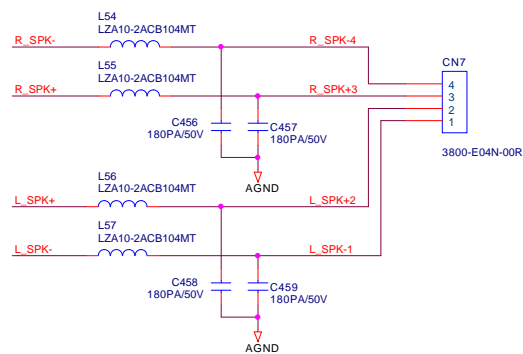 L54
LZA10-2ACB104MT
R_SPK-
R_SPK-4
L55
LZA10-2ACB104MT
R_SPK+
R_SPK+3
CN7
4
3
2
1
3800-E04N-00R
C456
180PA/50V
C457
180PA/50V
AGND
L56
LZA10-2ACB104MT
L_SPK+
L_SPK+2
L57
LZA10-2ACB104MT
L_SPK-
L_SPK-1
C458
180PA/50V
C459
180PA/50V
AGND